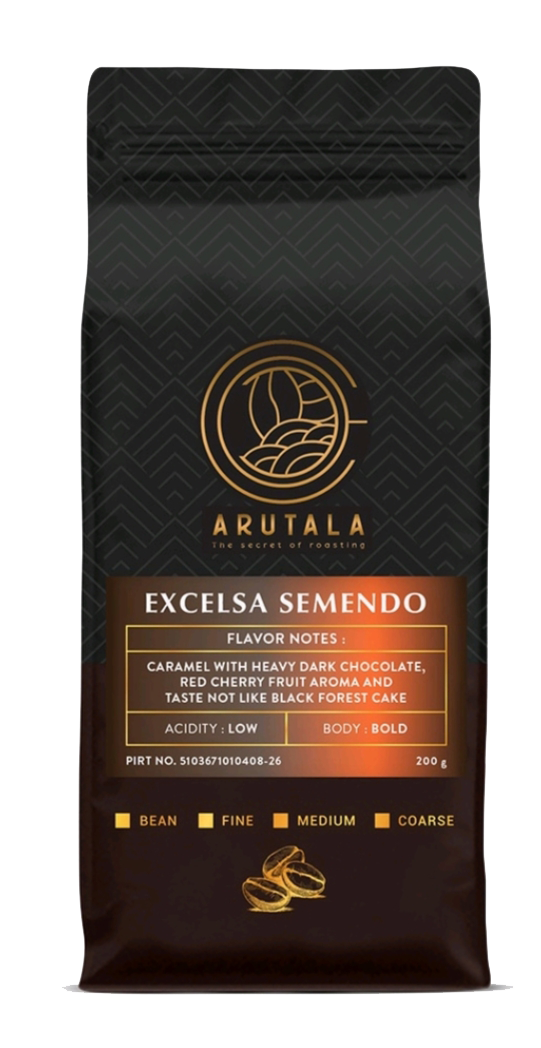 ARUTALA
The secret of roasting
EXCELSA SEMENDO
FLAVOR NOTES :
CARAMEL WITH HEAVY DARK CHOCOLATE,
RED CHERRY FRUIT AROMA AND
TASTE NOT LIKE BLACK FOREST CAKE
ACIDITY : LOW
BODY : BOLD
PIRT NO. 5103671010408-26
200 g
BEAN
FINE
MEDIUM
COARSE